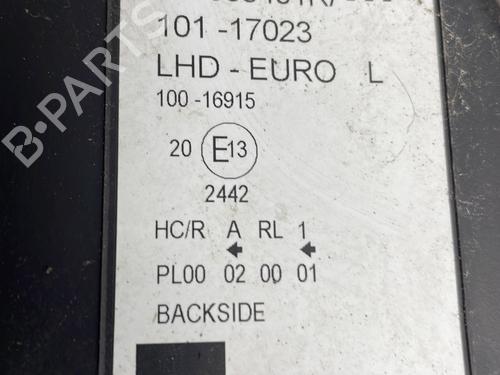 101 -17023
LHD - EURO L
100 -16915
20 E13
2442
HC/R A RL 1
PL00 02 00 01
BACKSIDE
B-PARTS